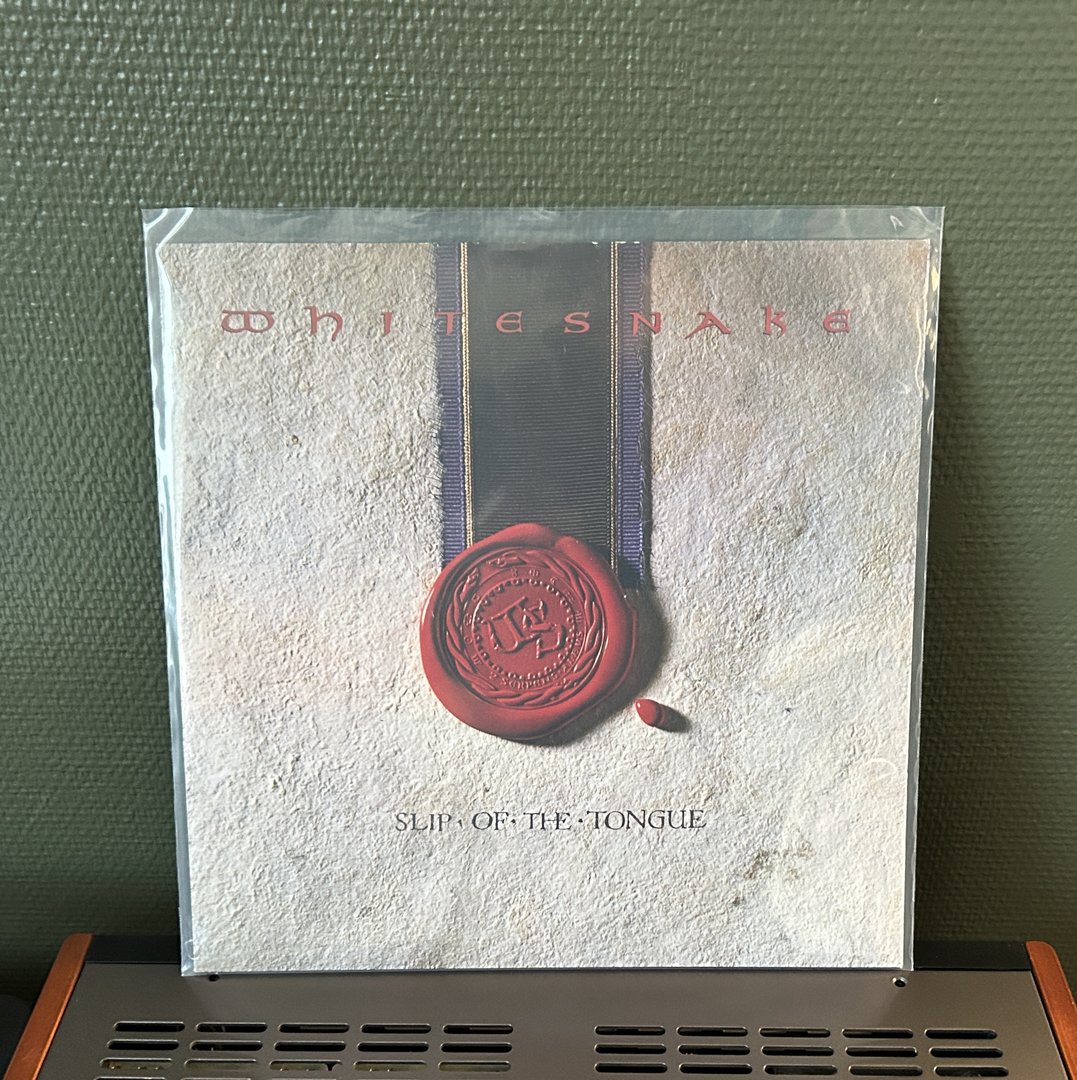 WHITESNAKE
SLIP · OF · THE · TONGUE